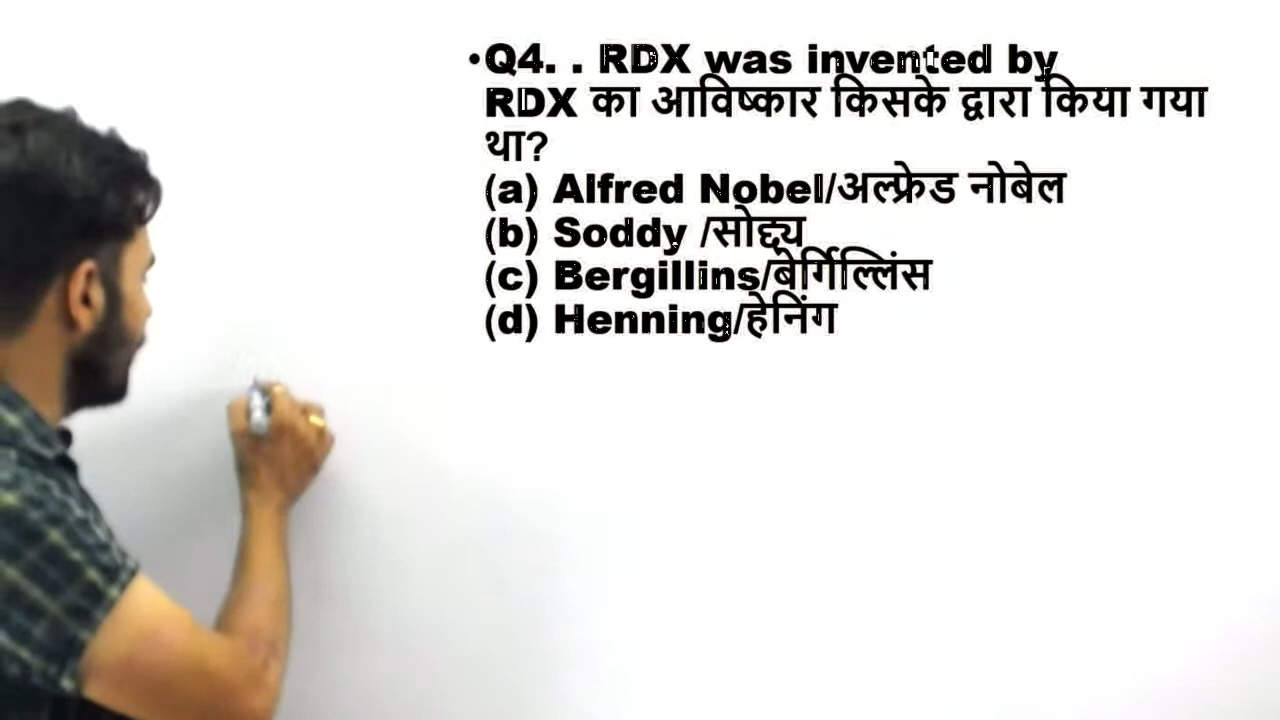 •Q4. . RDX was invented by
RDX का आविष्कार किसके द्वारा किया गया
था?
(a) Alfred Nobel/अल्फ्रेड नोबेल
(b) Soddy /सोद्द्य
(c) Bergillins/बेर्गिल्लिंस
(d) Henning/हेनिंग